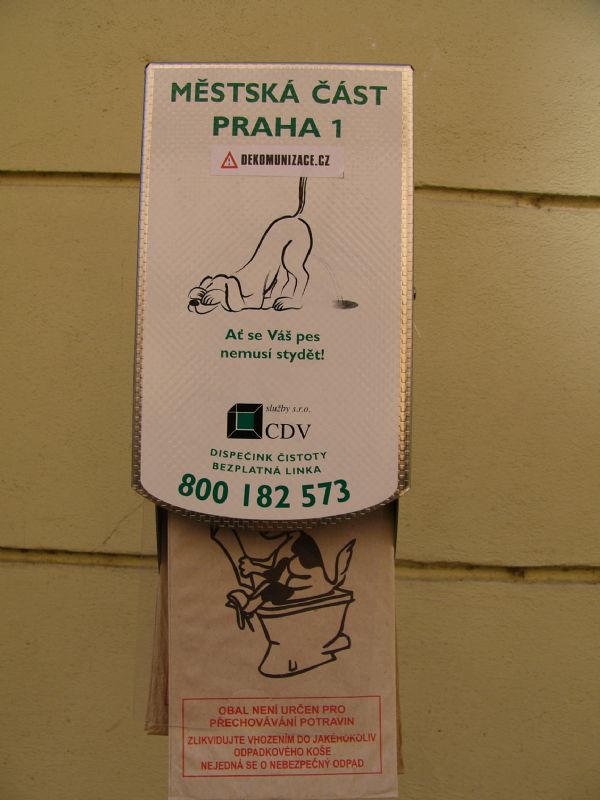 MĚSTSKÁ ČÁST
PRAHA 1
DEKOMUNIZACE.CZ
Ať se Váš pes
nemusí stydět!
služby s.r.o.
CDV
DISPEČINK ČISTOTY
BEZPLATNÁ LINKA
800 182 573
OBAL NENÍ URČEN PRO
PŘECHOVÁVÁNÍ POTRAVIN
ZLIKVIDUJTE VHOZENÍM DO JAKÉHOKOLIV
ODPADKOVÉHO KOŠE
NEJEDNÁ SE O NEBEZPEČNÝ ODPAD